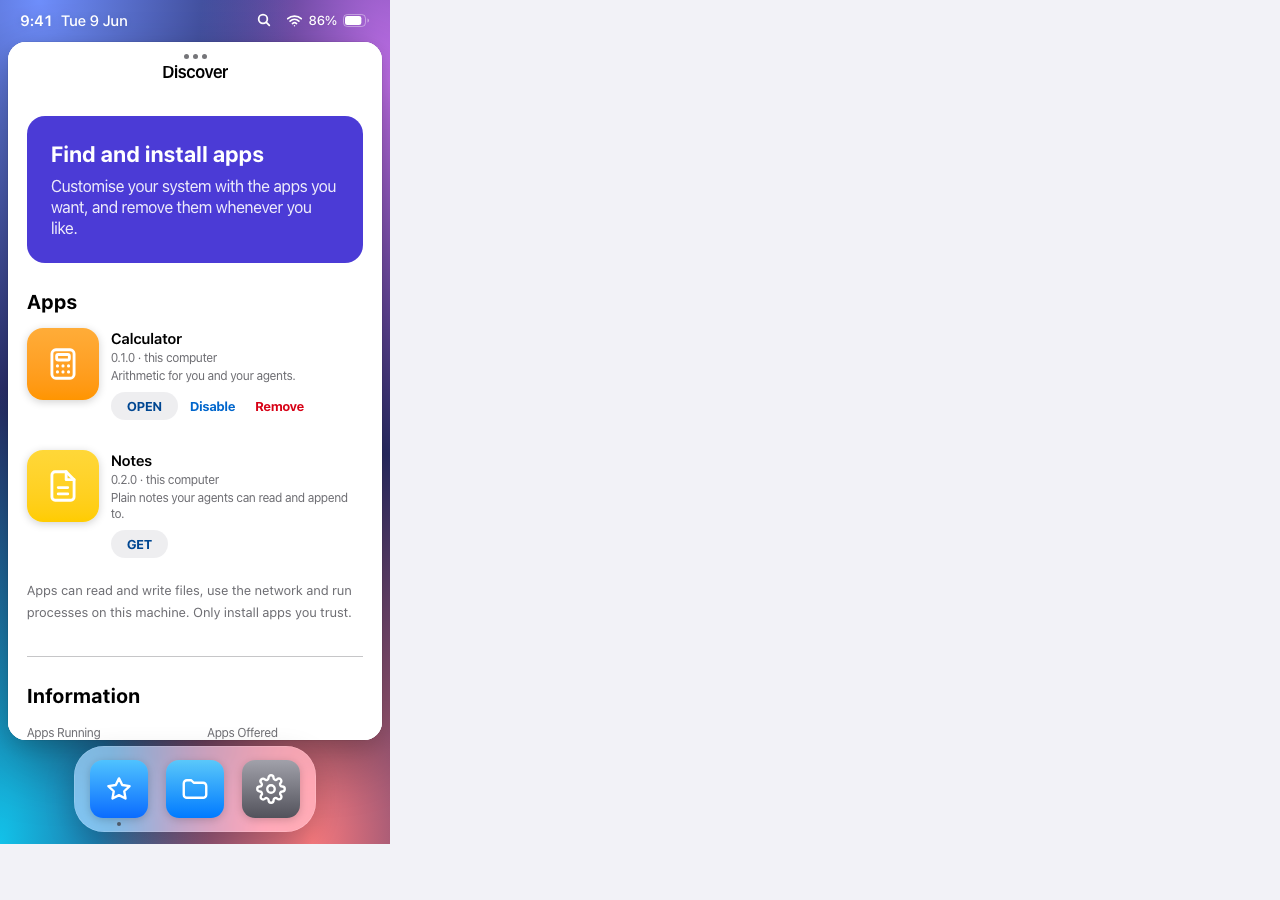 9:41 Tue 9 Jun
86%
Discover
Find and install apps
Customise your system with the apps you
want, and remove them whenever you
like.
Apps
Calculator
0.1.0 · this computer
Arithmetic for you and your agents.
OPEN Disable Remove
Notes
0.2.0 · this computer
Plain notes your agents can read and append
to.
GET
Apps can read and write files, use the network and run
processes on this machine. Only install apps you trust.
Information
Apps Running Apps Offered